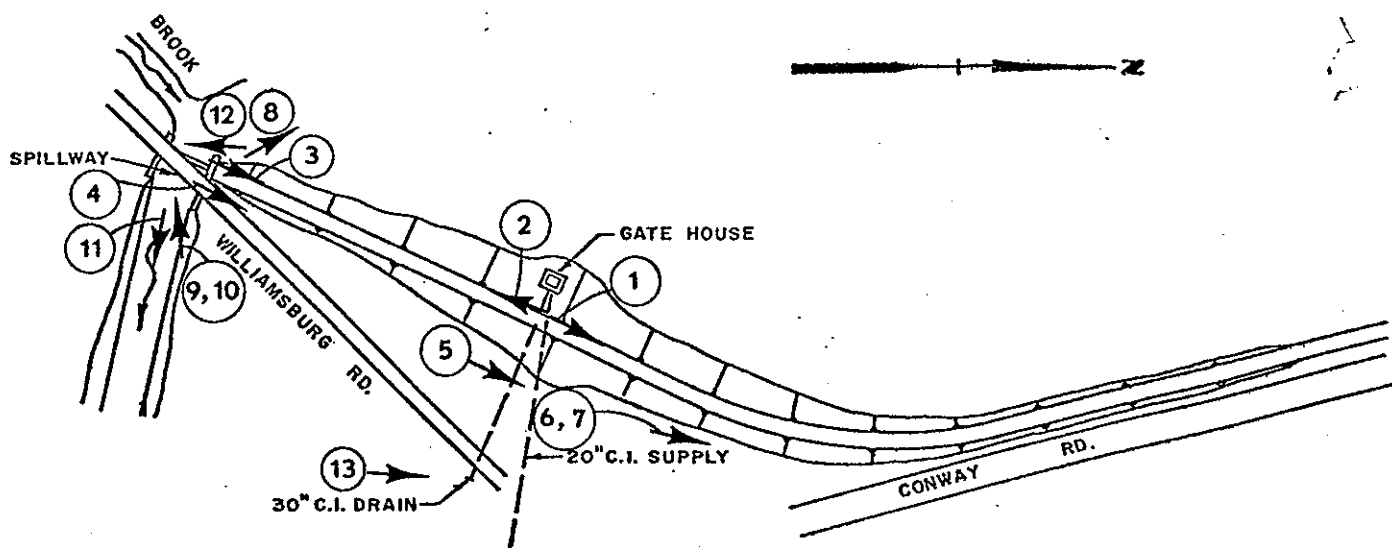 BROOK
N
12
8
SPILLWAY
3
4
2
GATE HOUSE
11
1
9, 10
WILLIAMSBURG RD.
5
6, 7
20" C.I. SUPPLY
CONWAY RD.
13
30" C.I. DRAIN